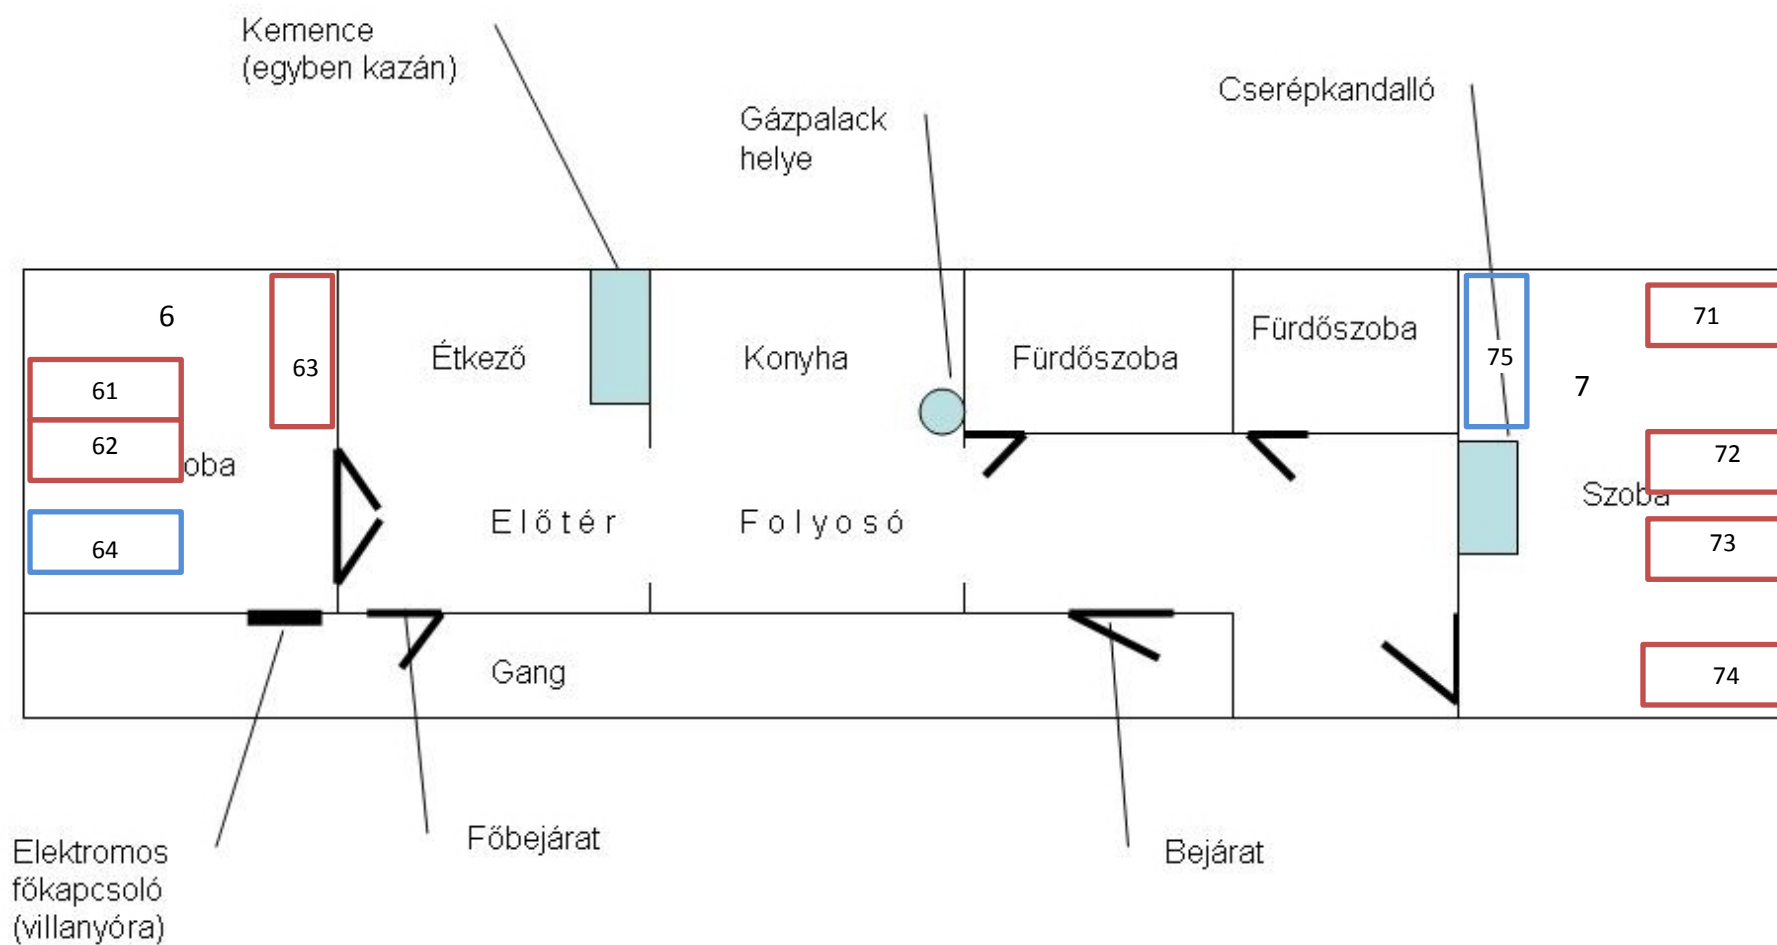 Kemence
(egyben kazán)
Gázpalack
helye
Cserépkandalló
6
63
61
62
oba
64
Étkező
Konyha
Fürdőszoba
Fürdőszoba
75
7
71
72
Szoba
73
74
Előtér
Folyosó
Gang
Elektromos
főkapcsoló
(villanyóra)
Főbejárat
Bejárat